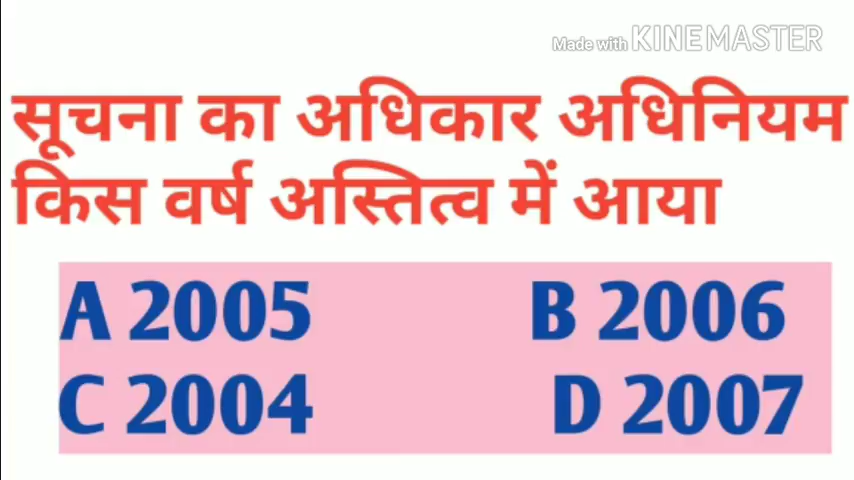 Made with KINEMASTER
सूचना का अधिकार अधिनियम
किस वर्ष अस्तित्व में आया
A 2005 B 2006
C 2004 D 2007